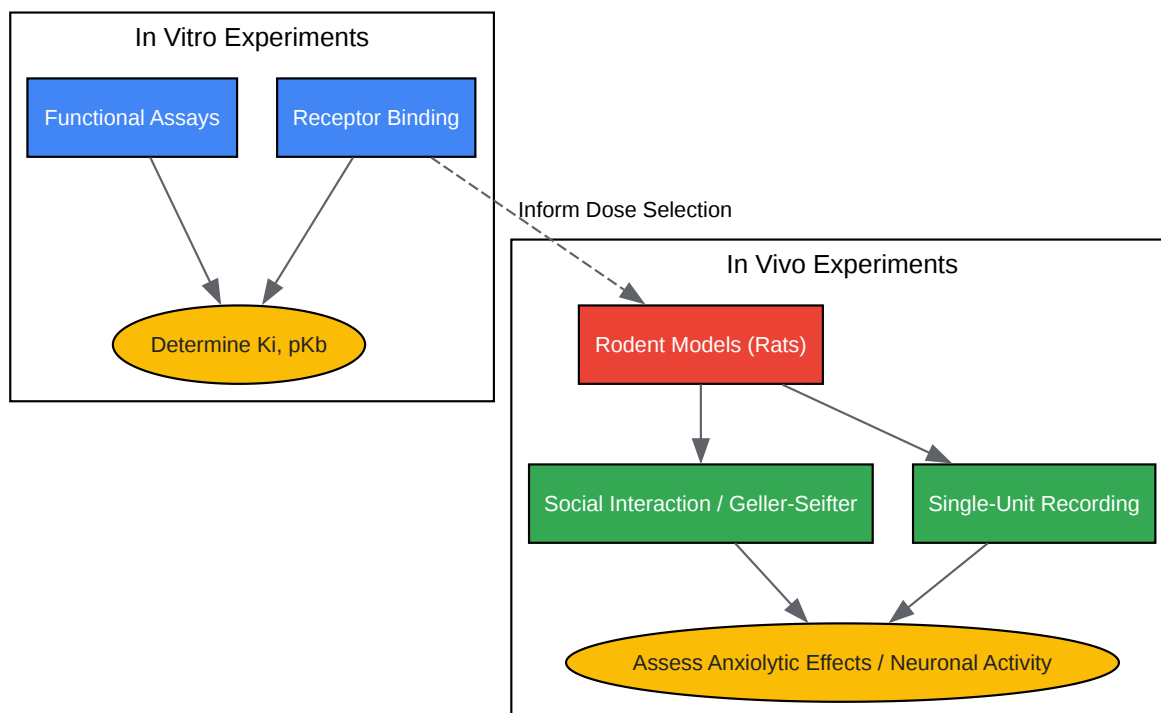 In Vitro Experiments
Functional Assays
Receptor Binding
Inform Dose Selection
Determine Ki, pKb
In Vivo Experiments
Rodent Models (Rats)
Social Interaction / Geller-Seifter
Single-Unit Recording
Assess Anxiolytic Effects / Neuronal Activity